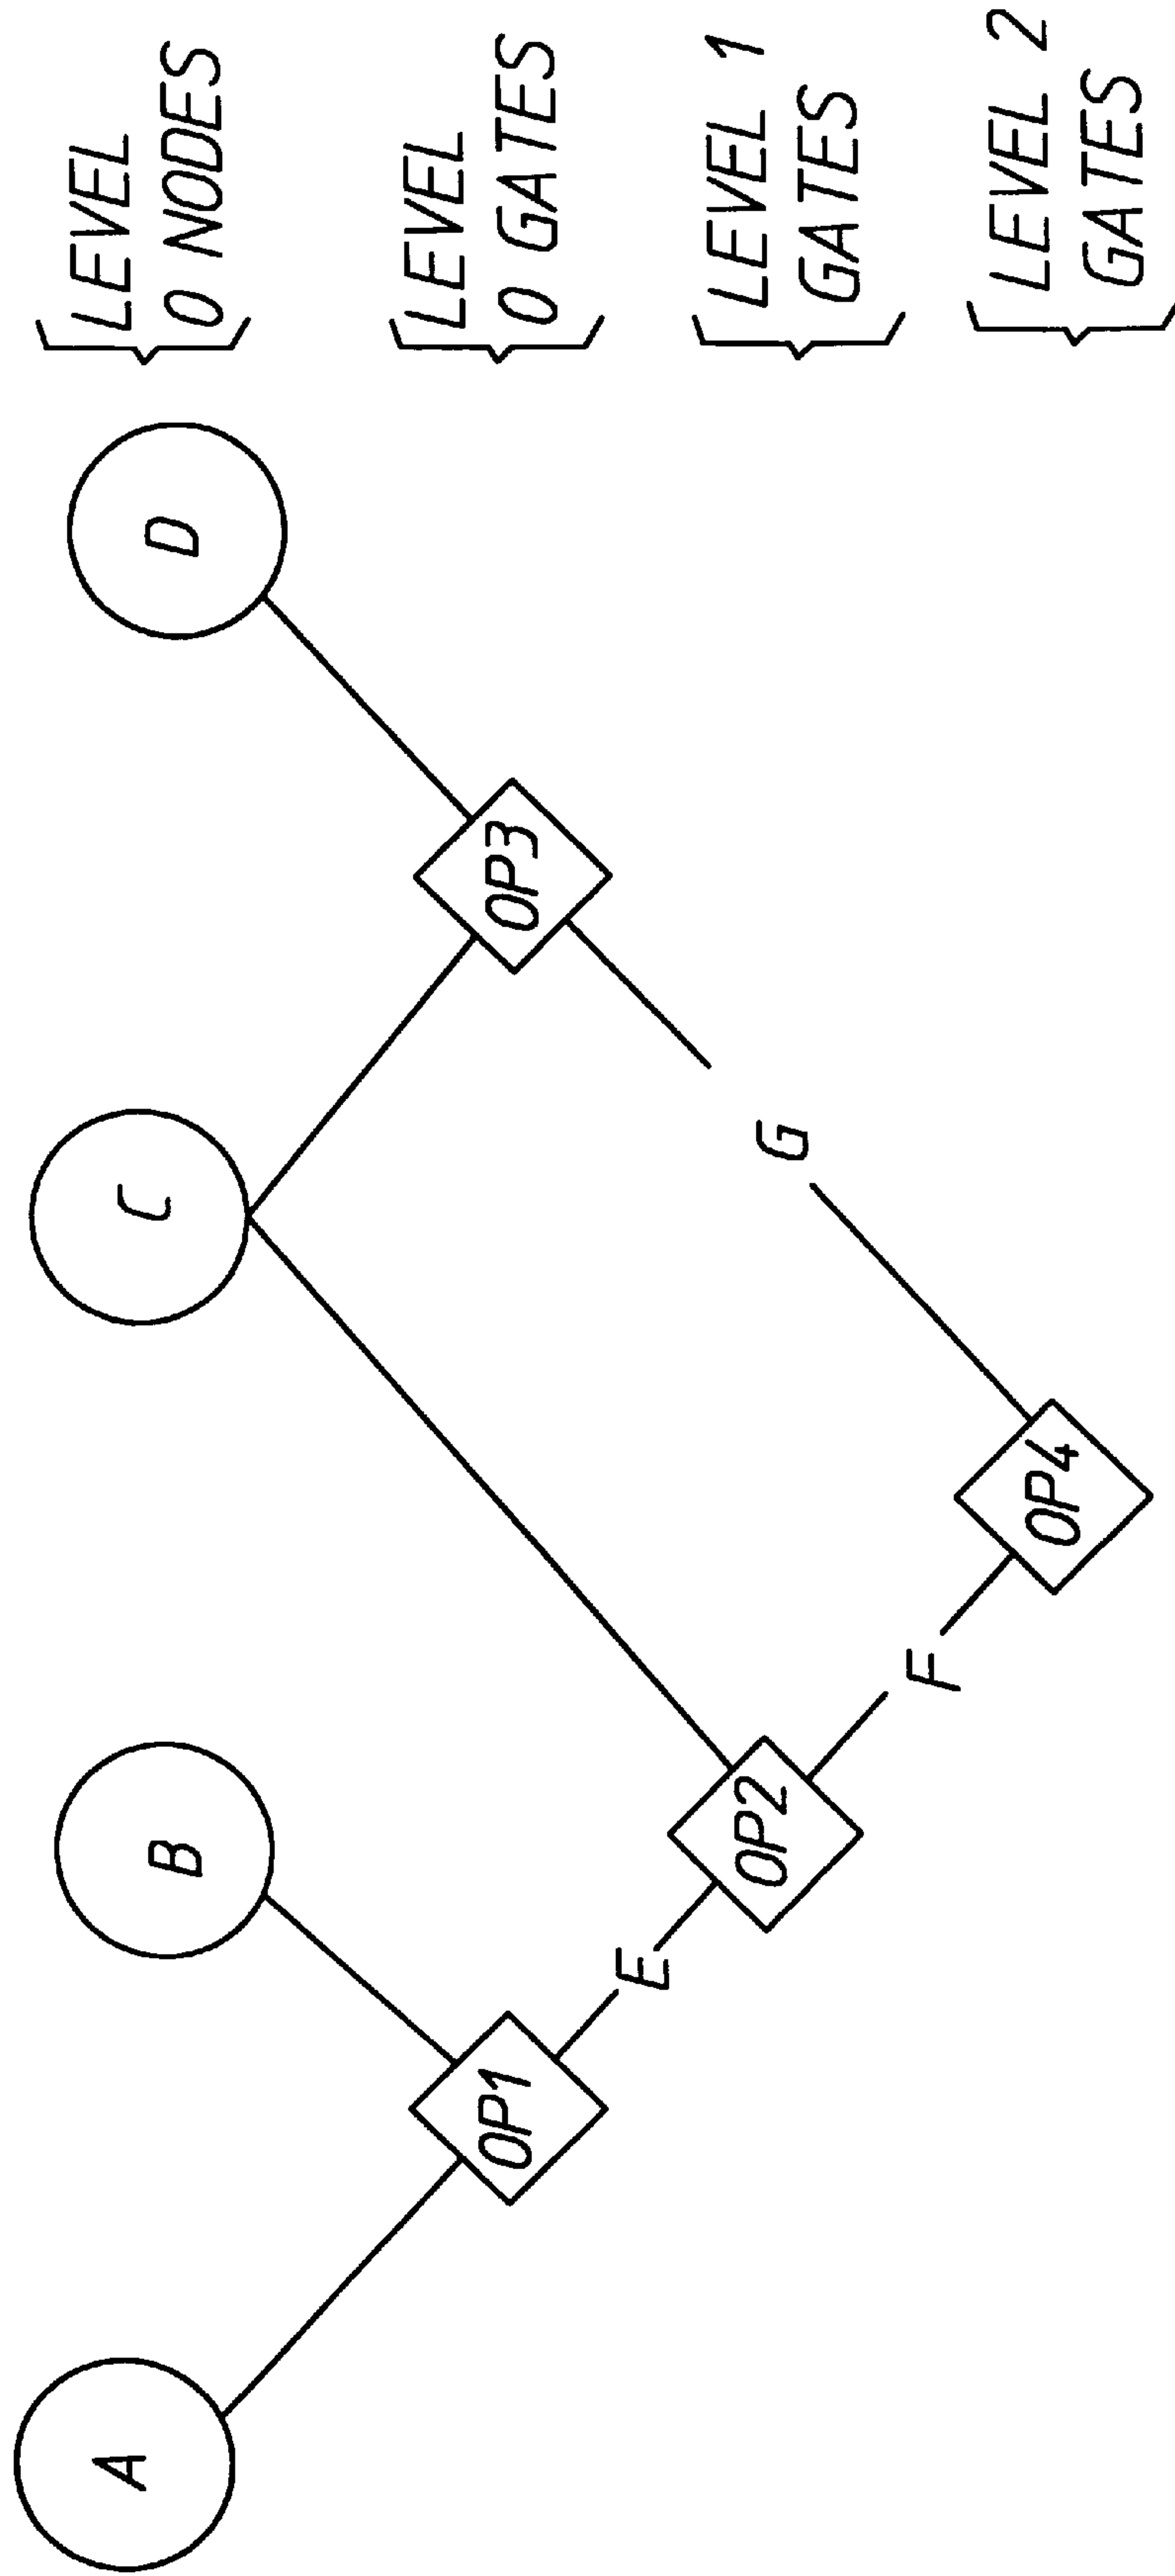 A
B
C
D
LEVEL
0 NODES
OP1
OP3
LEVEL
0 GATES
E
G
OP2
LEVEL 1
GATES
F
OP4
LEVEL 2
GATES